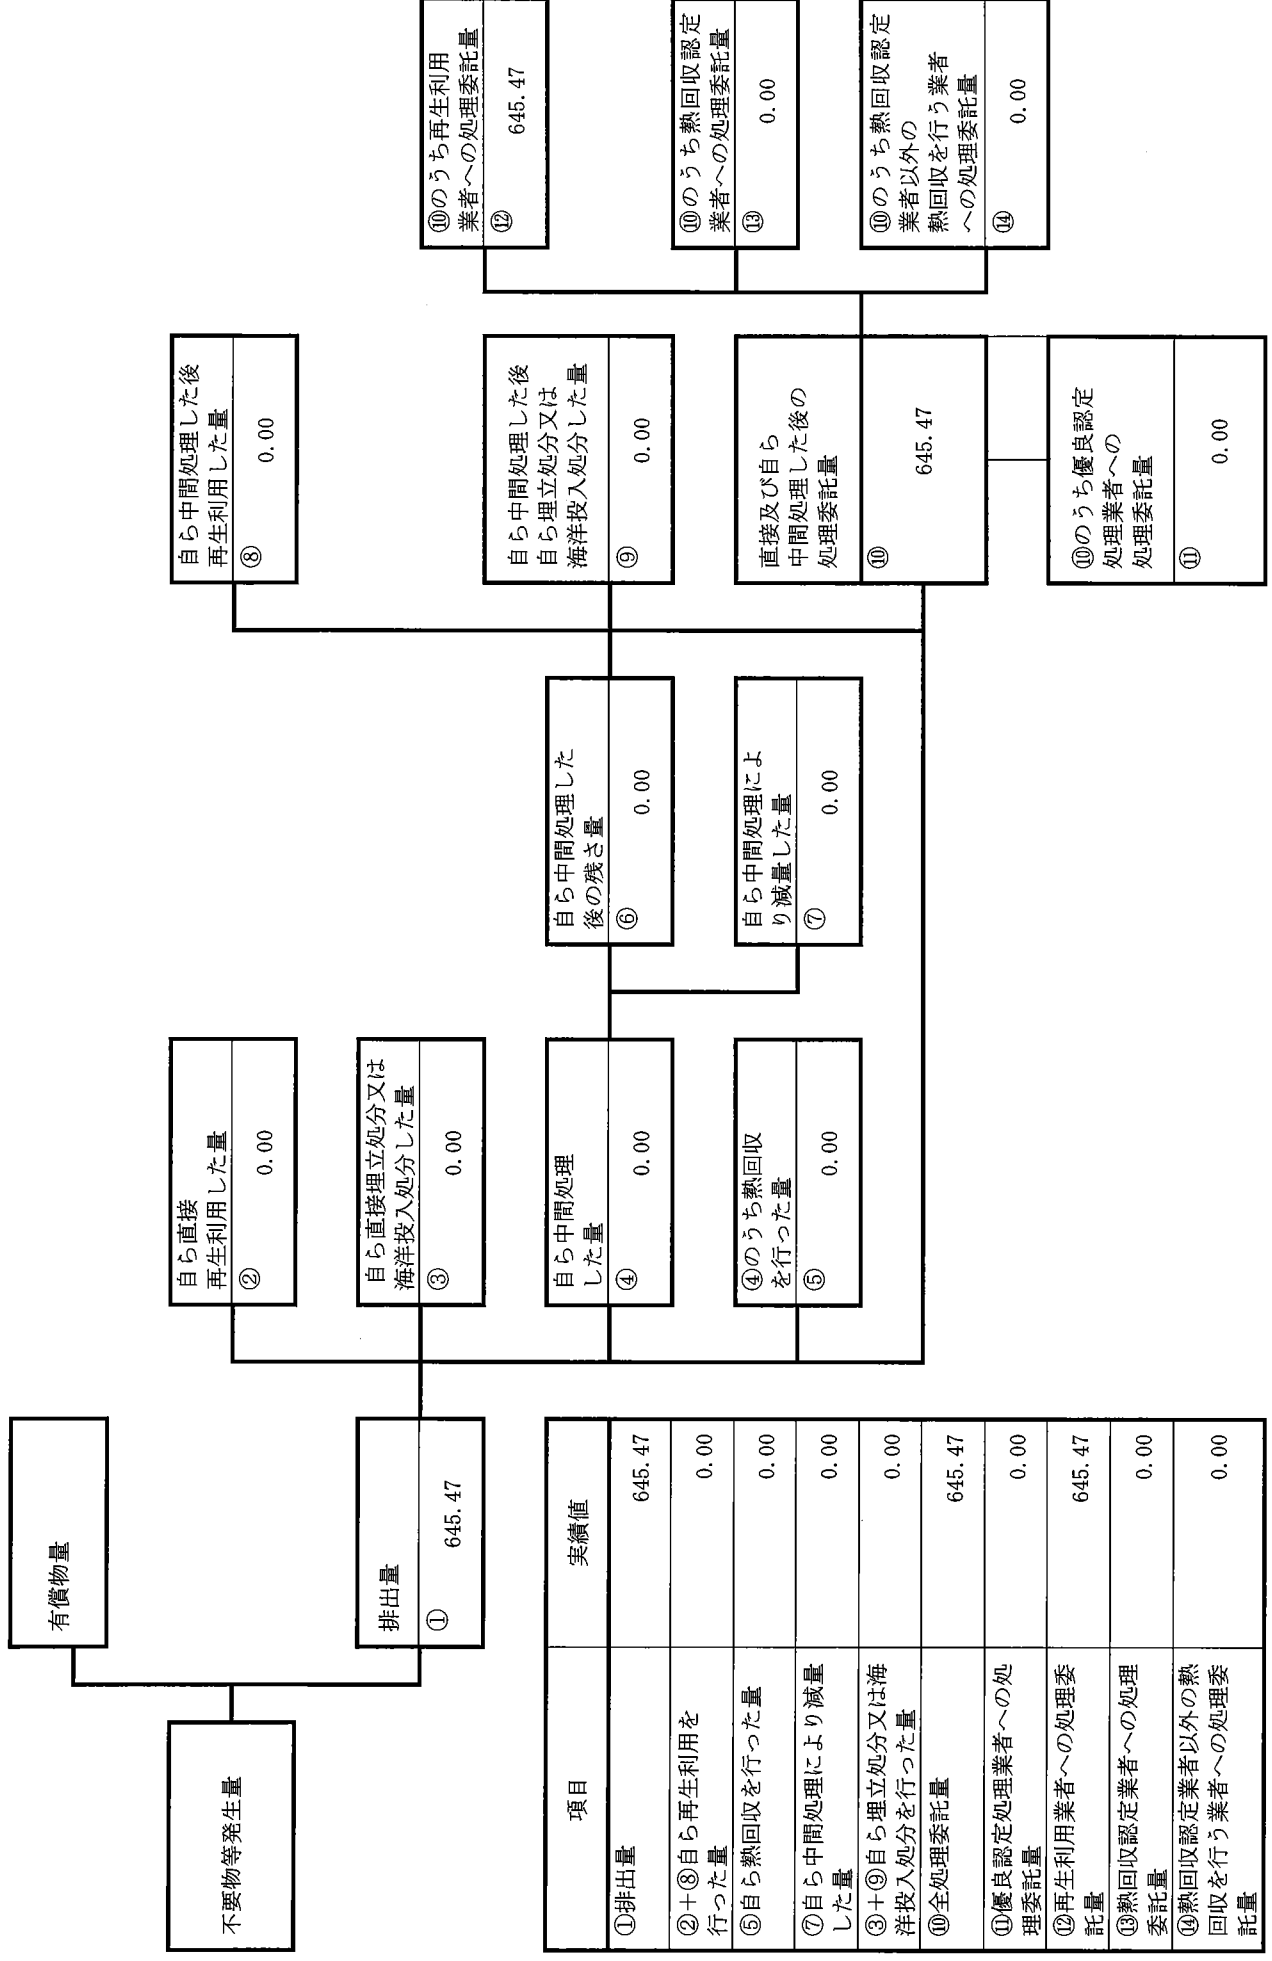 不要物等発生量
有償物量
排出量
①
645.47
自ら直接
再生利用した量
②
0.00
自ら直接埋立処分又は
海洋投入処分した量
③
0.00
自ら中間処理
した量
④
0.00
④のうち熱回収
を行った量
⑤
0.00
自ら中間処理した
後の残さ量
⑥
0.00
自ら中間処理によ
り減量した量
⑦
0.00
自ら中間処理した後
再生利用した量
⑧
0.00
自ら中間処理した後
自ら埋立処分又は
海洋投入処分した量
⑨
0.00
直接及び自ら
中間処理した後の
処理委託量
⑩
645.47
⑩のうち優良認定
処理業者への
処理委託量
⑪
0.00
⑩のうち再生利用
業者への処理委託量
⑫
645.47
⑩のうち熱回収認定
業者への処理委託量
⑬
0.00
⑩のうち熱回収認定
業者以外の
熱回収を行う業者
への処理委託量
⑭
0.00
項目 実績値
①排出量 645.47
②＋⑧自ら再生利用を 0.00
行った量
⑤自ら熱回収を行った量 0.00
⑦自ら中間処理により減量 0.00
した量
③＋⑨自ら埋立処分又は海 0.00
洋投入処分を行った量
⑩全処理委託量 645.47
⑪優良認定処理業者への処 0.00
理委託量
⑫再生利用業者への処理委 645.47
託量
⑬熱回収認定業者への処理 0.00
委託量
⑭熱回収認定業者以外の熱 0.00
回収を行う業者への処理委
託量